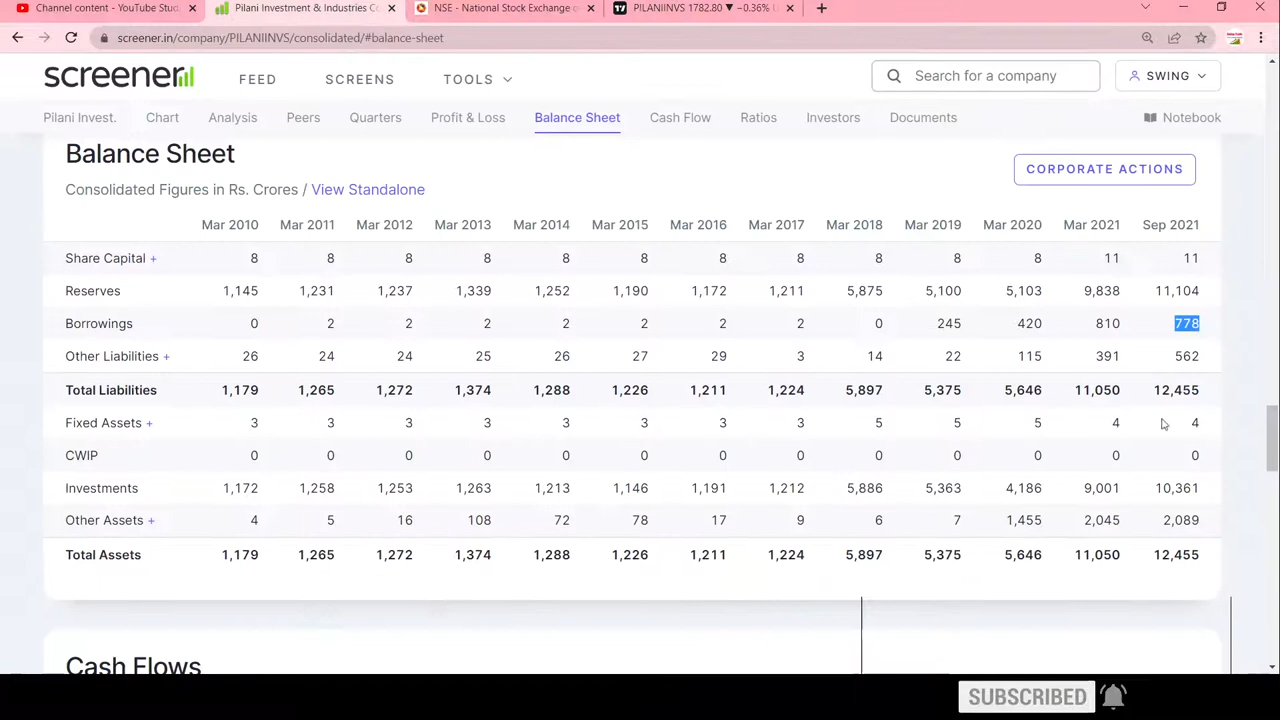 Channel content - YouTube Stud
Pilani Investment & Industries Co
NSE - National Stock Exchange o
PILANIINVS 1782.80 ▼ −0.36% U
screener.in/company/PILANIINVS/consolidated/#balance-sheet
screener FEED SCREENS TOOLS Search for a company SWING
Pilani Invest. Chart Analysis Peers Quarters Profit & Loss Balance Sheet Cash Flow Ratios Investors Documents Notebook
Balance Sheet
CORPORATE ACTIONS
Consolidated Figures in Rs. Crores / View Standalone
Mar 2010 Mar 2011 Mar 2012 Mar 2013 Mar 2014 Mar 2015 Mar 2016 Mar 2017 Mar 2018 Mar 2019 Mar 2020 Mar 2021 Sep 2021
Share Capital + 8 8 8 8 8 8 8 8 8 8 8 11 11
Reserves 1,145 1,231 1,237 1,339 1,252 1,190 1,172 1,211 5,875 5,100 5,103 9,838 11,104
Borrowings 0 2 2 2 2 2 2 2 0 245 420 810 778
Other Liabilities + 26 24 24 25 26 27 29 3 14 22 115 391 562
Total Liabilities 1,179 1,265 1,272 1,374 1,288 1,226 1,211 1,224 5,897 5,375 5,646 11,050 12,455
Fixed Assets + 3 3 3 3 3 3 3 3 5 5 5 4 4
CWIP 0 0 0 0 0 0 0 0 0 0 0 0 0
Investments 1,172 1,258 1,253 1,263 1,213 1,146 1,191 1,212 5,886 5,363 4,186 9,001 10,361
Other Assets + 4 5 16 108 72 78 17 9 6 7 1,455 2,045 2,089
Total Assets 1,179 1,265 1,272 1,374 1,288 1,226 1,211 1,224 5,897 5,375 5,646 11,050 12,455
Cash Flows
SUBSCRIBED